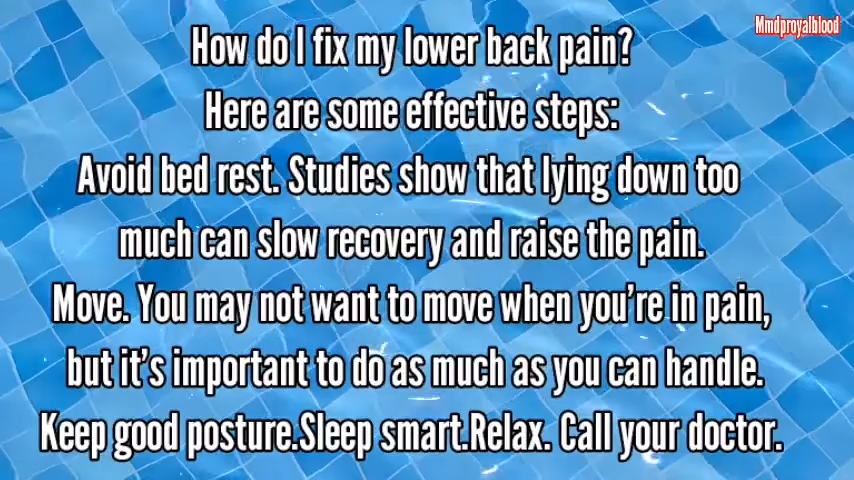 Mmdproyalblood
How do I fix my lower back pain?
Here are some effective steps:
Avoid bed rest. Studies show that lying down too
much can slow recovery and raise the pain.
Move. You may not want to move when you’re in pain,
but it’s important to do as much as you can handle.
Keep good posture.Sleep smart.Relax. Call your doctor.